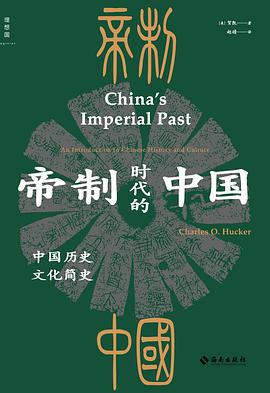 理想国
imaginist
[美] 贺凯——著
赵倩——译
帝制
China's
Imperial Past
An Introduction to Chinese History and Culture
帝制
时代的
中国
Charles O. Hucker
中国历史
文化简史
中國
海南出版社